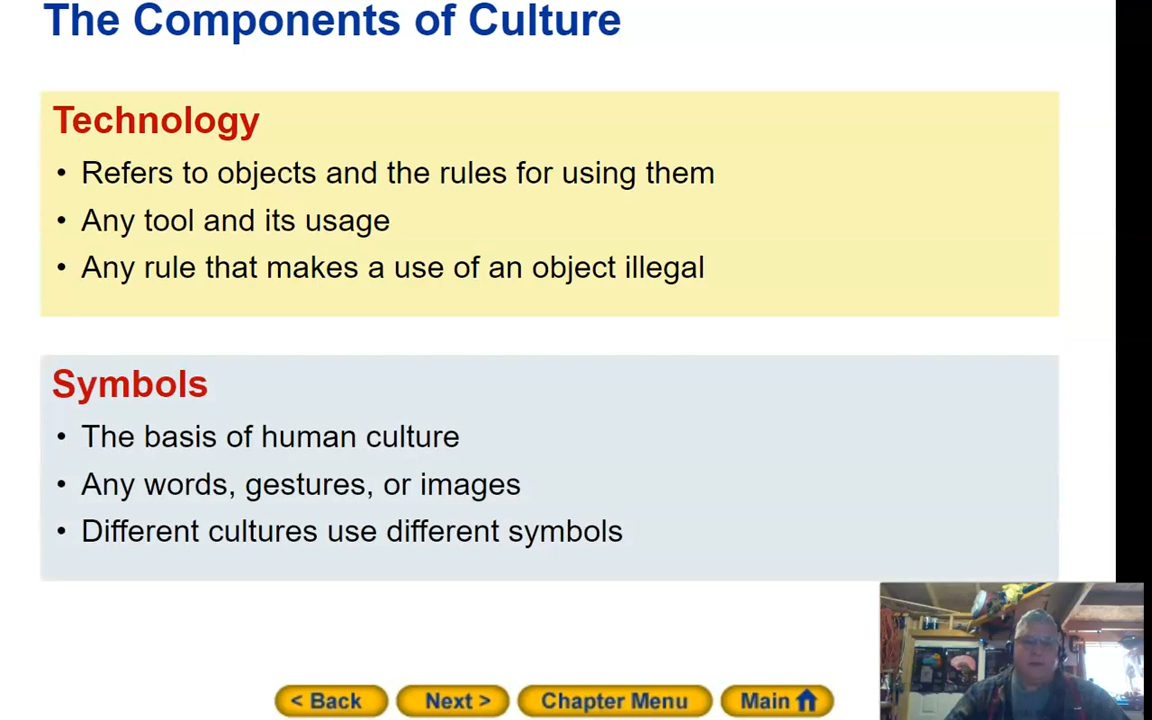 The Components of Culture
Technology
• Refers to objects and the rules for using them
• Any tool and its usage
• Any rule that makes a use of an object illegal
Symbols
• The basis of human culture
• Any words, gestures, or images
• Different cultures use different symbols
< Back Next > Chapter Menu Main